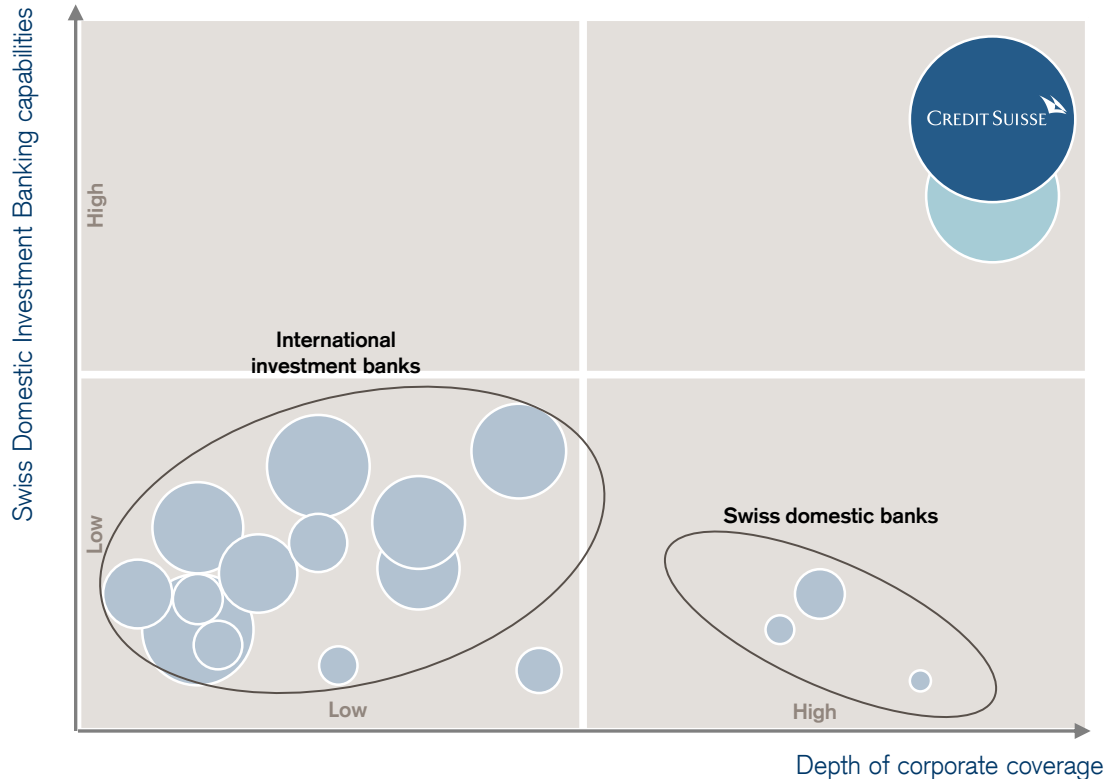 Swiss Domestic Investment Banking capabilities
High
CREDIT SUISSE
International
investment banks
Low
Swiss domestic banks
Low
High
Depth of corporate coverage